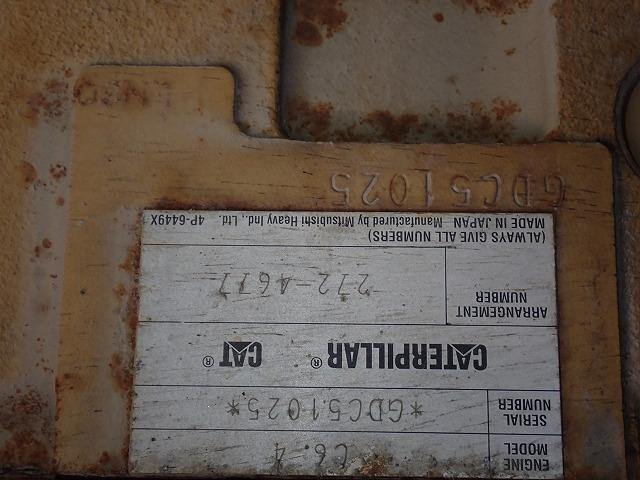 ENGINE MODEL C6.4
SERIAL NUMBER *GDC51025*
CATERPILLAR® CAT®
ARRANGEMENT NUMBER 272-4677
(ALWAYS GIVE ALL NUMBERS)
MADE IN JAPAN Manufactured by Mitsubishi Heavy Ind., Ltd. 4P-6449X
GDC51025